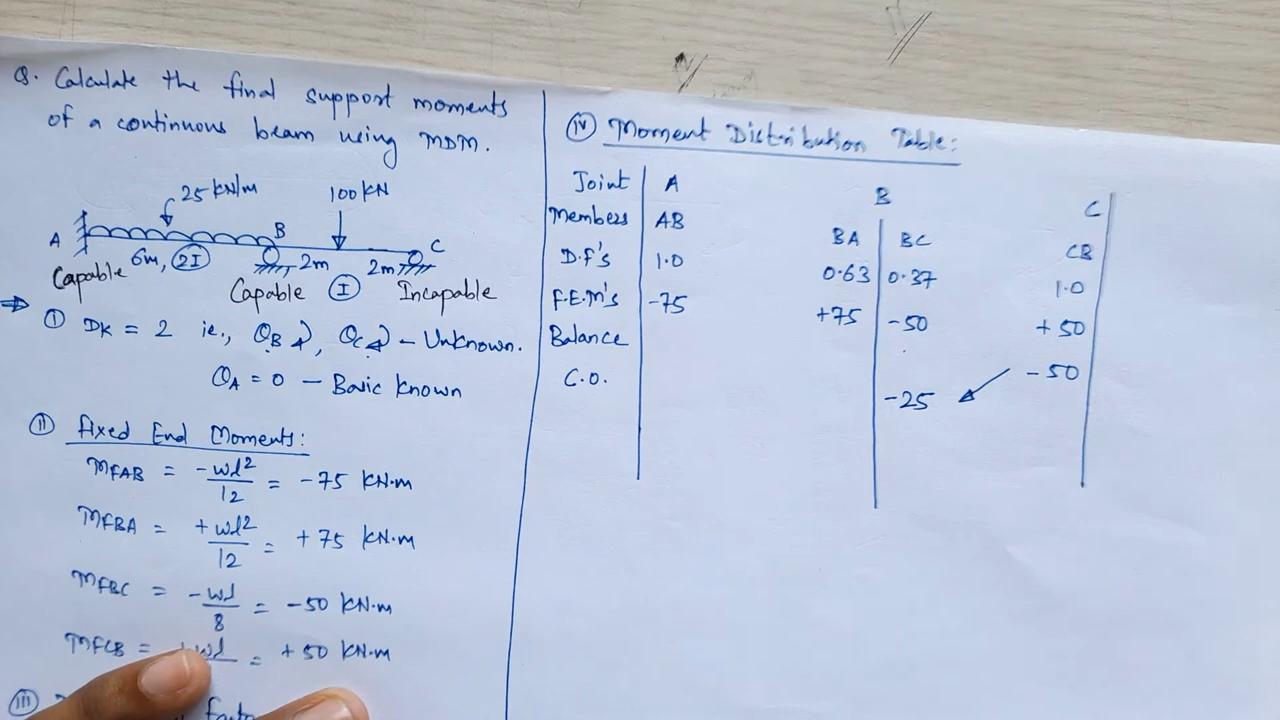 Q. Calculate the final support moments
of a continuous beam using MDM.
25 kN/m
100 KN
A
B
C
6m, 2I
2m
2m
Capable
Capable
I
Incapable
⇒ I DK = 2 ie., θB ⤵, θC ⤵ – Unknown.
θA = 0 – Basic Known
II Fixed End Moments:
MFAB = -wl²/12 = -75 KN.m
MFBA = +wl²/12 = +75 KN.m
MFBC = -wl/8 = -50 KN.m
MFCB = +wl = +50 KN.m
III
IV Moment Distribution Table:
Joint A B C
Members AB BA BC CB
D.f's 1.0 0.63 0.37 1.0
F.E.M's -75 +75 -50 +50
Balance -50
C.O. -25